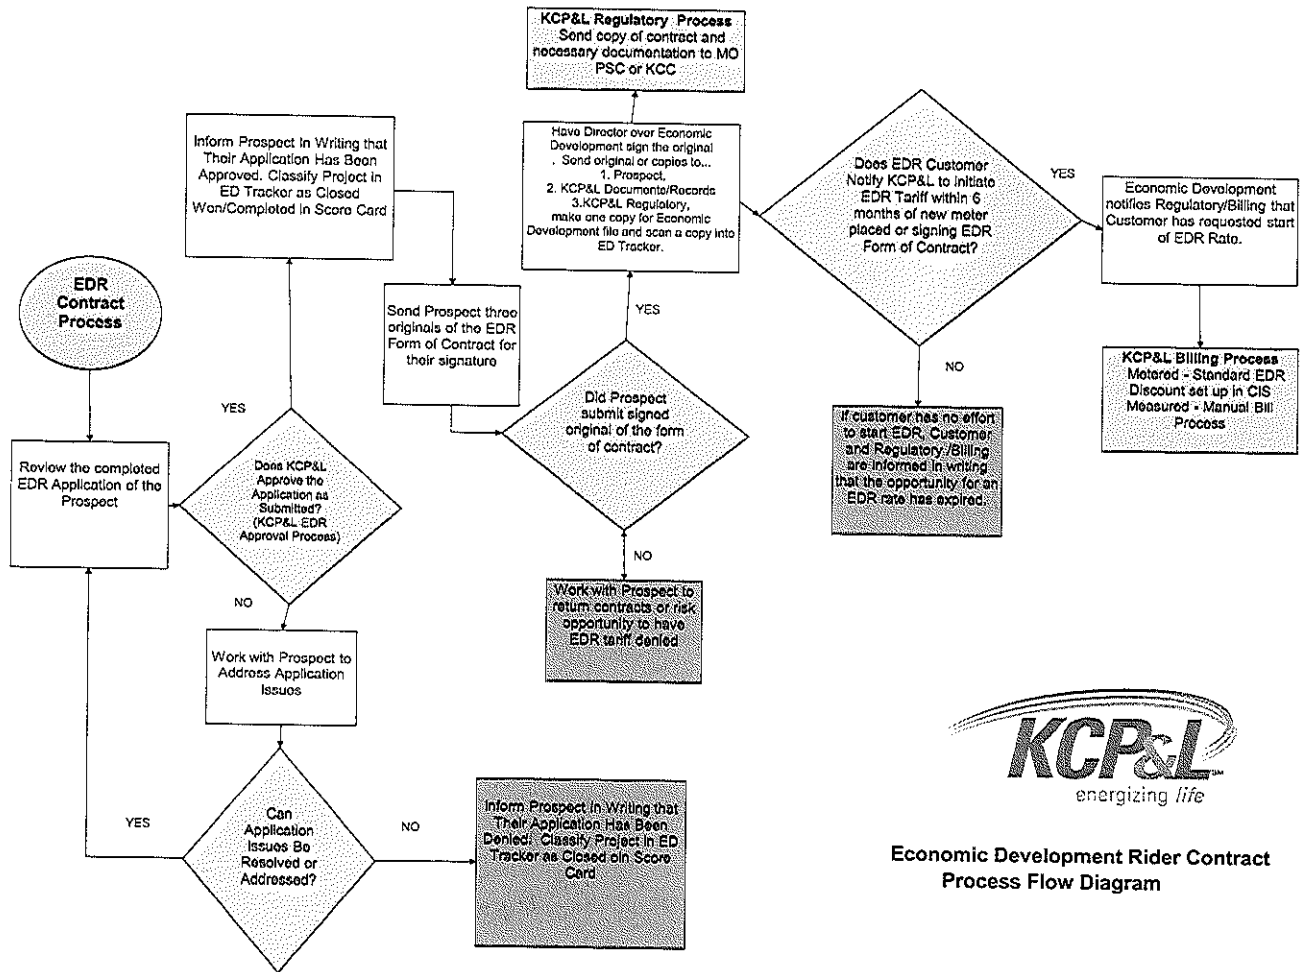 KCP&L Regulatory Process
Send copy of contract and
necessary documentation to MO
PSC or KCC
Inform Prospect in Writing that
Their Application Has Been
Approved. Classify Project in
ED Tracker as Closed
Won/Completed in Score Card
Have Director over Economic
Development sign the original
. Send original or copies to...
1. Prospect,
2. KCP&L Documents/Records
3.KCP&L Regulatory,
make one copy for Economic
Development file and scan a copy into
ED Tracker.
Does EDR Customer
Notify KCP&L to Initiate
EDR Tariff within 6
months of new meter
placed or signing EDR
Form of Contract?
YES
Economic Development
notifies Regulatory/Billing that
Customer has requested start
of EDR Rate.
EDR
Contract
Process
Send Prospect three
originals of the EDR
Form of Contract for
their signature
YES
NO
KCP&L Billing Process
Metered - Standard EDR
Discount set up in CIS
Measured - Manual Bill
Process
YES
Did Prospect
submit signed
original of the form
of contract?
If customer has no effort
to start EDR, Customer
and Regulatory /Billing
are informed in writing
that the opportunity for an
EDR rate has expired.
Review the completed
EDR Application of the
Prospect
Does KCP&L
Approve the
Application as
Submitted?
(KCP&L EDR
Approval Process)
NO
NO
Work with Prospect to
return contracts or risk
opportunity to have
EDR tariff denied
Work with Prospect to
Address Application
Issues
KCP&L
SM
energizing life
YES
Can
Application
Issues Be
Resolved or
Addressed?
NO
Inform Prospect in Writing that
Their Application Has Been
Denied. Classify Project in ED
Tracker as Closed oin Score
Card
Economic Development Rider Contract
Process Flow Diagram